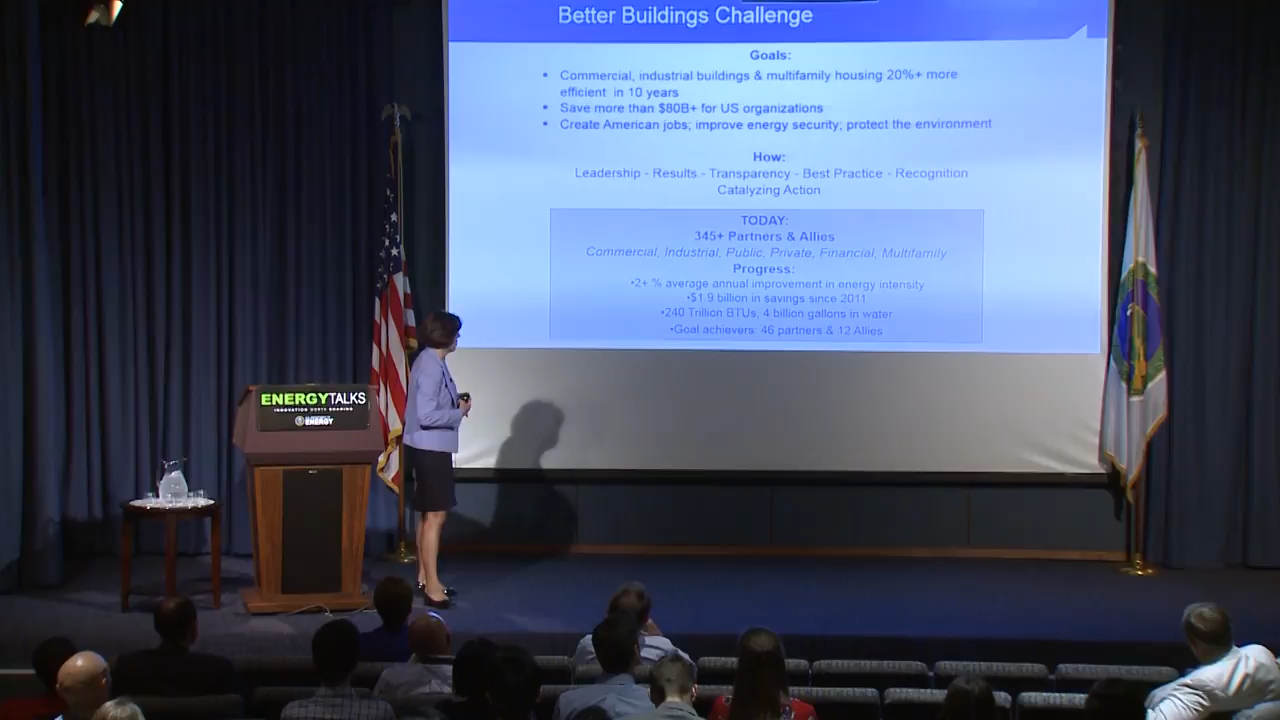 Better Buildings Challenge
Goals:
• Commercial, industrial buildings & multifamily housing 20%+ more
efficient in 10 years
• Save more than $80B+ for US organizations
• Create American jobs; improve energy security; protect the environment
How:
Leadership - Results - Transparency - Best Practice - Recognition
Catalyzing Action
TODAY:
345+ Partners & Allies
Commercial, Industrial, Public, Private, Financial, Multifamily
Progress:
•2+ % average annual improvement in energy intensity
•$1.9 billion in savings since 2011
•240 Trillion BTUs, 4 billion gallons in water
•Goal achievers: 46 partners & 12 Allies
ENERGYTALKS
INNOVATION WORTH SHARING
ENERGY